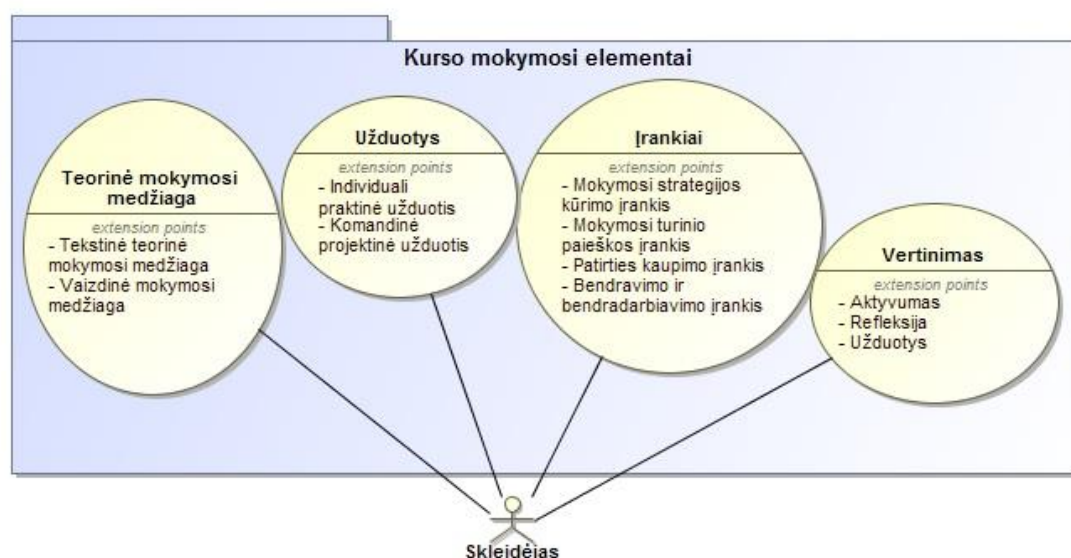 Kurso mokymosi elementai
Teorinė mokymosi
medžiaga
extension points
- Tekstinė teorinė
mokymosi medžiaga
- Vaizdinė mokymosi
medžiaga
Užduotys
extension points
- Individuali
praktinė užduotis
- Komandinė
projektinė užduotis
Įrankiai
extension points
- Mokymosi strategijos
kūrimo įrankis
- Mokymosi turinio
paieškos įrankis
- Patirties kaupimo įrankis
- Bendravimo ir
bendradarbiavimo įrankis
Vertinimas
extension points
- Aktyvumas
- Refleksija
- Užduotys
Skleidėjas